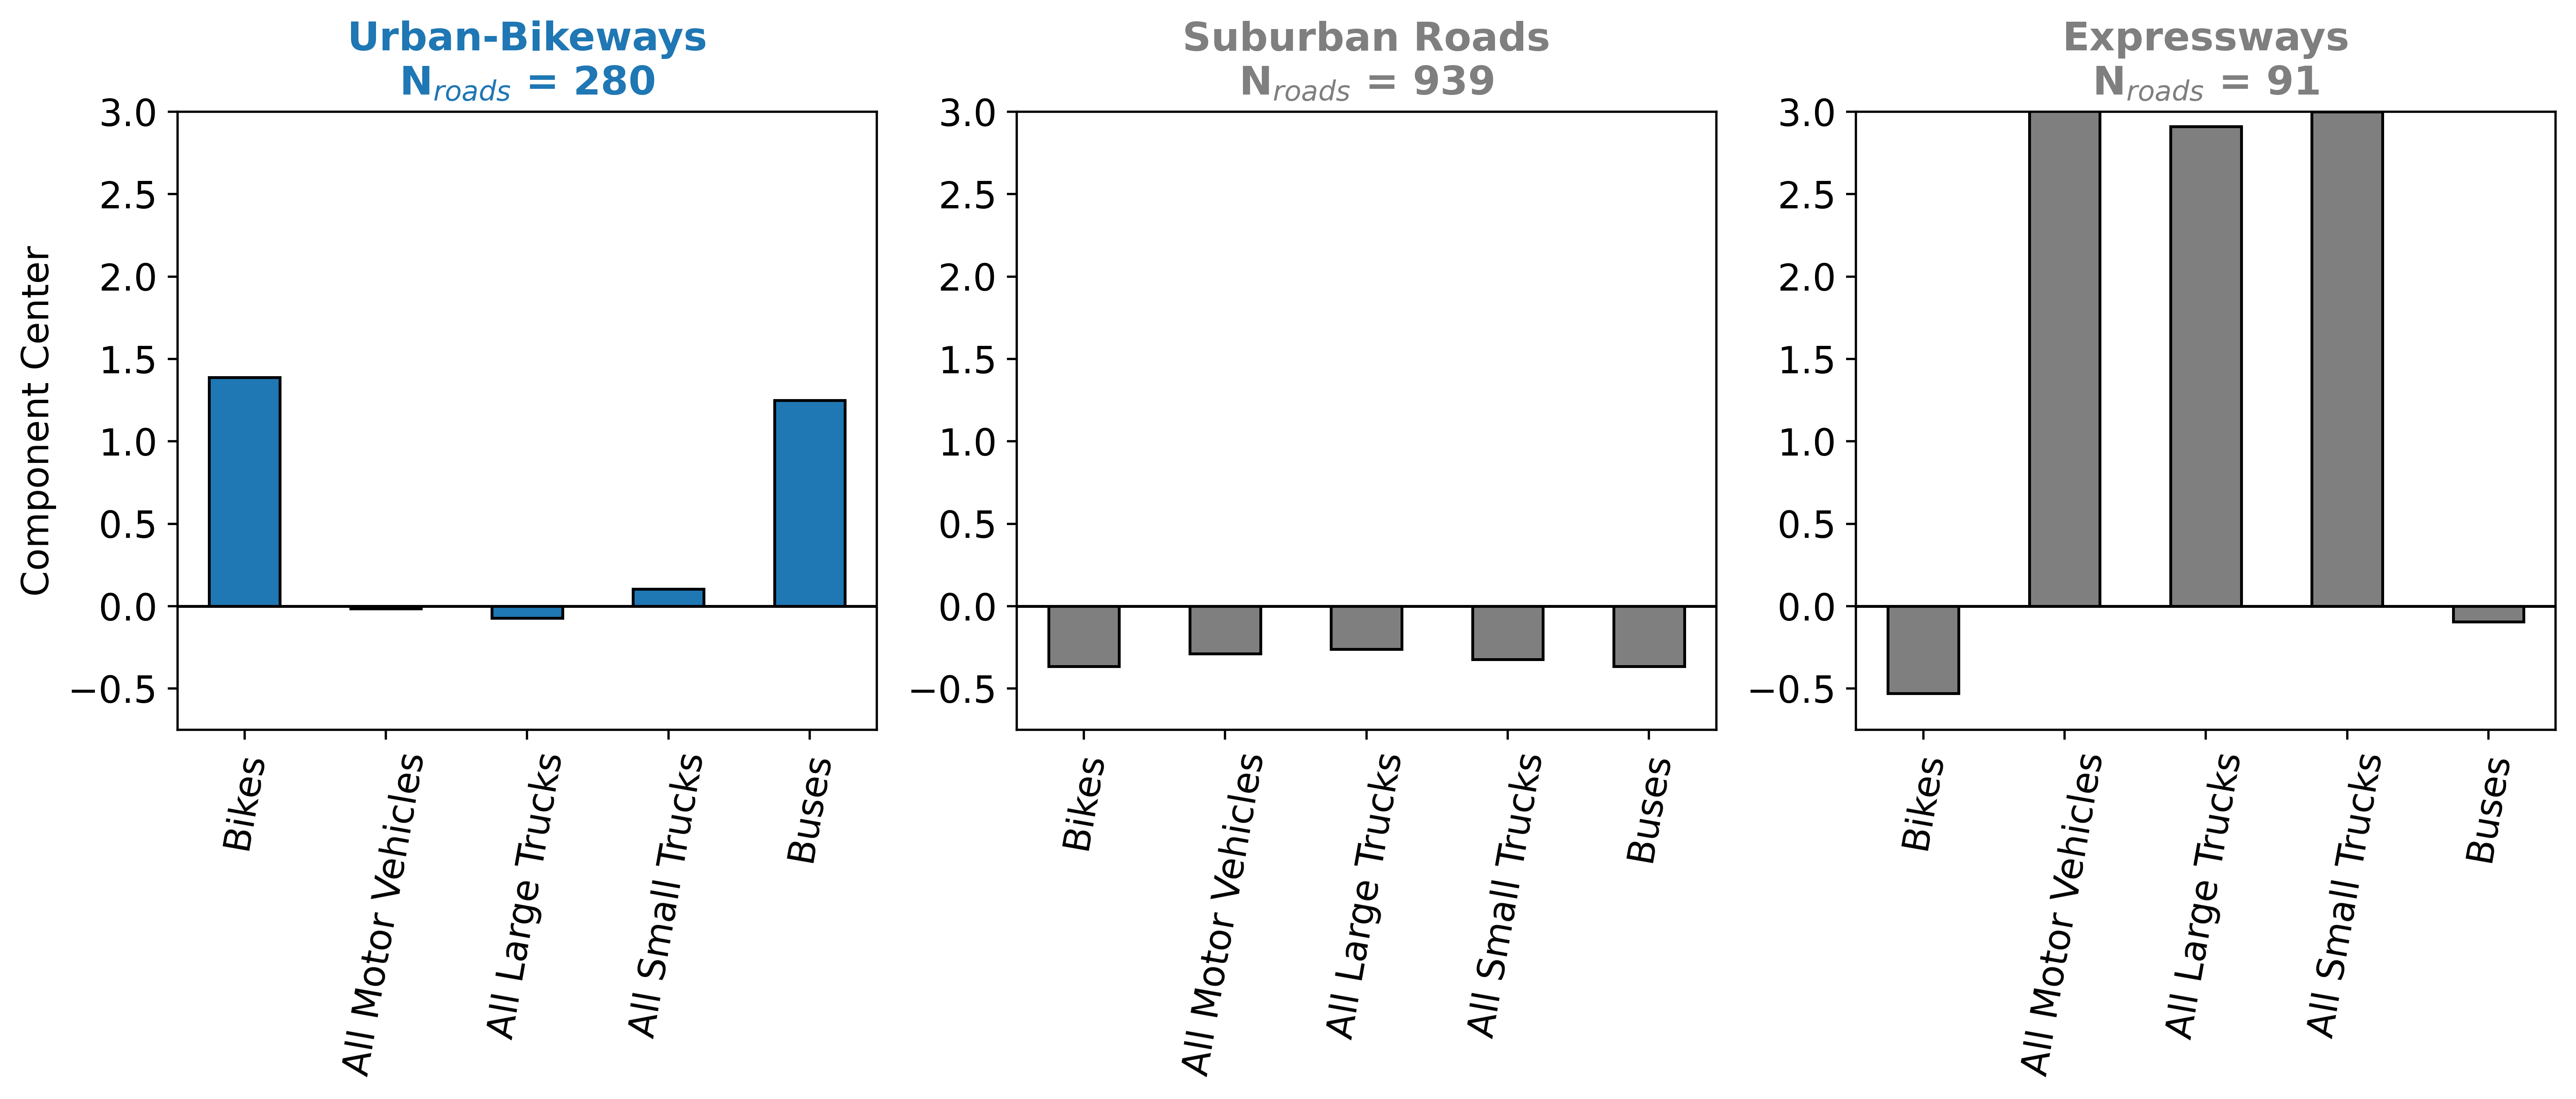 Urban-Bikeways
N_roads = 280
Suburban Roads
N_roads = 939
Expressways
N_roads = 91
Component Center
3.0
2.5
2.0
1.5
1.0
0.5
0.0
−0.5
Bikes
All Motor Vehicles
All Large Trucks
All Small Trucks
Buses
3.0
2.5
2.0
1.5
1.0
0.5
0.0
−0.5
Bikes
All Motor Vehicles
All Large Trucks
All Small Trucks
Buses
3.0
2.5
2.0
1.5
1.0
0.5
0.0
−0.5
Bikes
All Motor Vehicles
All Large Trucks
All Small Trucks
Buses